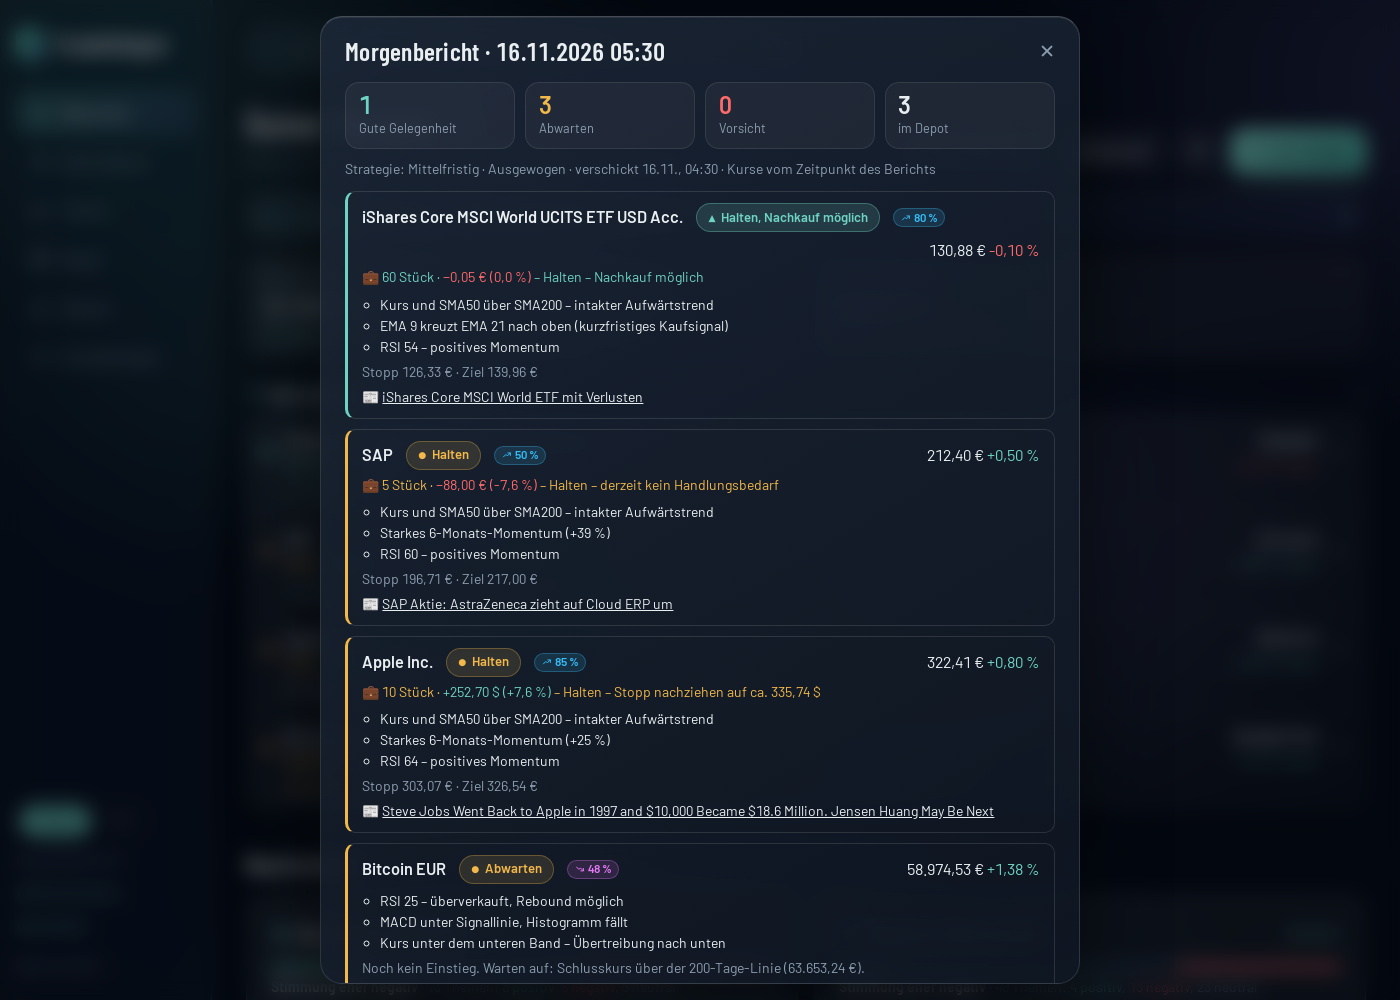 Morgenbericht · 16.11.2026 05:30
✕
1
Gute Gelegenheit
3
Abwarten
0
Vorsicht
3
im Depot
Strategie: Mittelfristig · Ausgewogen · verschickt 16.11., 04:30 · Kurse vom Zeitpunkt des Berichts
iShares Core MSCI World UCITS ETF USD Acc. ▲ Halten, Nachkauf möglich 80 %
130,88 € -0,10 %
60 Stück · −0,05 € (0,0 %) – Halten – Nachkauf möglich
Kurs und SMA50 über SMA200 – intakter Aufwärtstrend
EMA 9 kreuzt EMA 21 nach oben (kurzfristiges Kaufsignal)
RSI 54 – positives Momentum
Stopp 126,33 € · Ziel 139,96 €
iShares Core MSCI World ETF mit Verlusten
SAP ● Halten 50 % 212,40 € +0,50 %
5 Stück · −88,00 € (-7,6 %) – Halten – derzeit kein Handlungsbedarf
Kurs und SMA50 über SMA200 – intakter Aufwärtstrend
Starkes 6-Monats-Momentum (+39 %)
RSI 60 – positives Momentum
Stopp 196,71 € · Ziel 217,00 €
SAP Aktie: AstraZeneca zieht auf Cloud ERP um
Apple Inc. ● Halten 85 % 322,41 € +0,80 %
10 Stück · +252,70 $ (+7,6 %) – Halten – Stopp nachziehen auf ca. 335,74 $
Kurs und SMA50 über SMA200 – intakter Aufwärtstrend
Starkes 6-Monats-Momentum (+25 %)
RSI 64 – positives Momentum
Stopp 303,07 € · Ziel 326,54 €
Steve Jobs Went Back to Apple in 1997 and $10,000 Became $18.6 Million. Jensen Huang May Be Next
Bitcoin EUR ● Abwarten 48 % 58.974,53 € +1,38 %
RSI 25 – überverkauft, Rebound möglich
MACD unter Signallinie, Histogramm fällt
Kurs unter dem unteren Band – Übertreibung nach unten
Noch kein Einstieg. Warten auf: Schlusskurs über der 200-Tage-Linie (63.653,24 €).